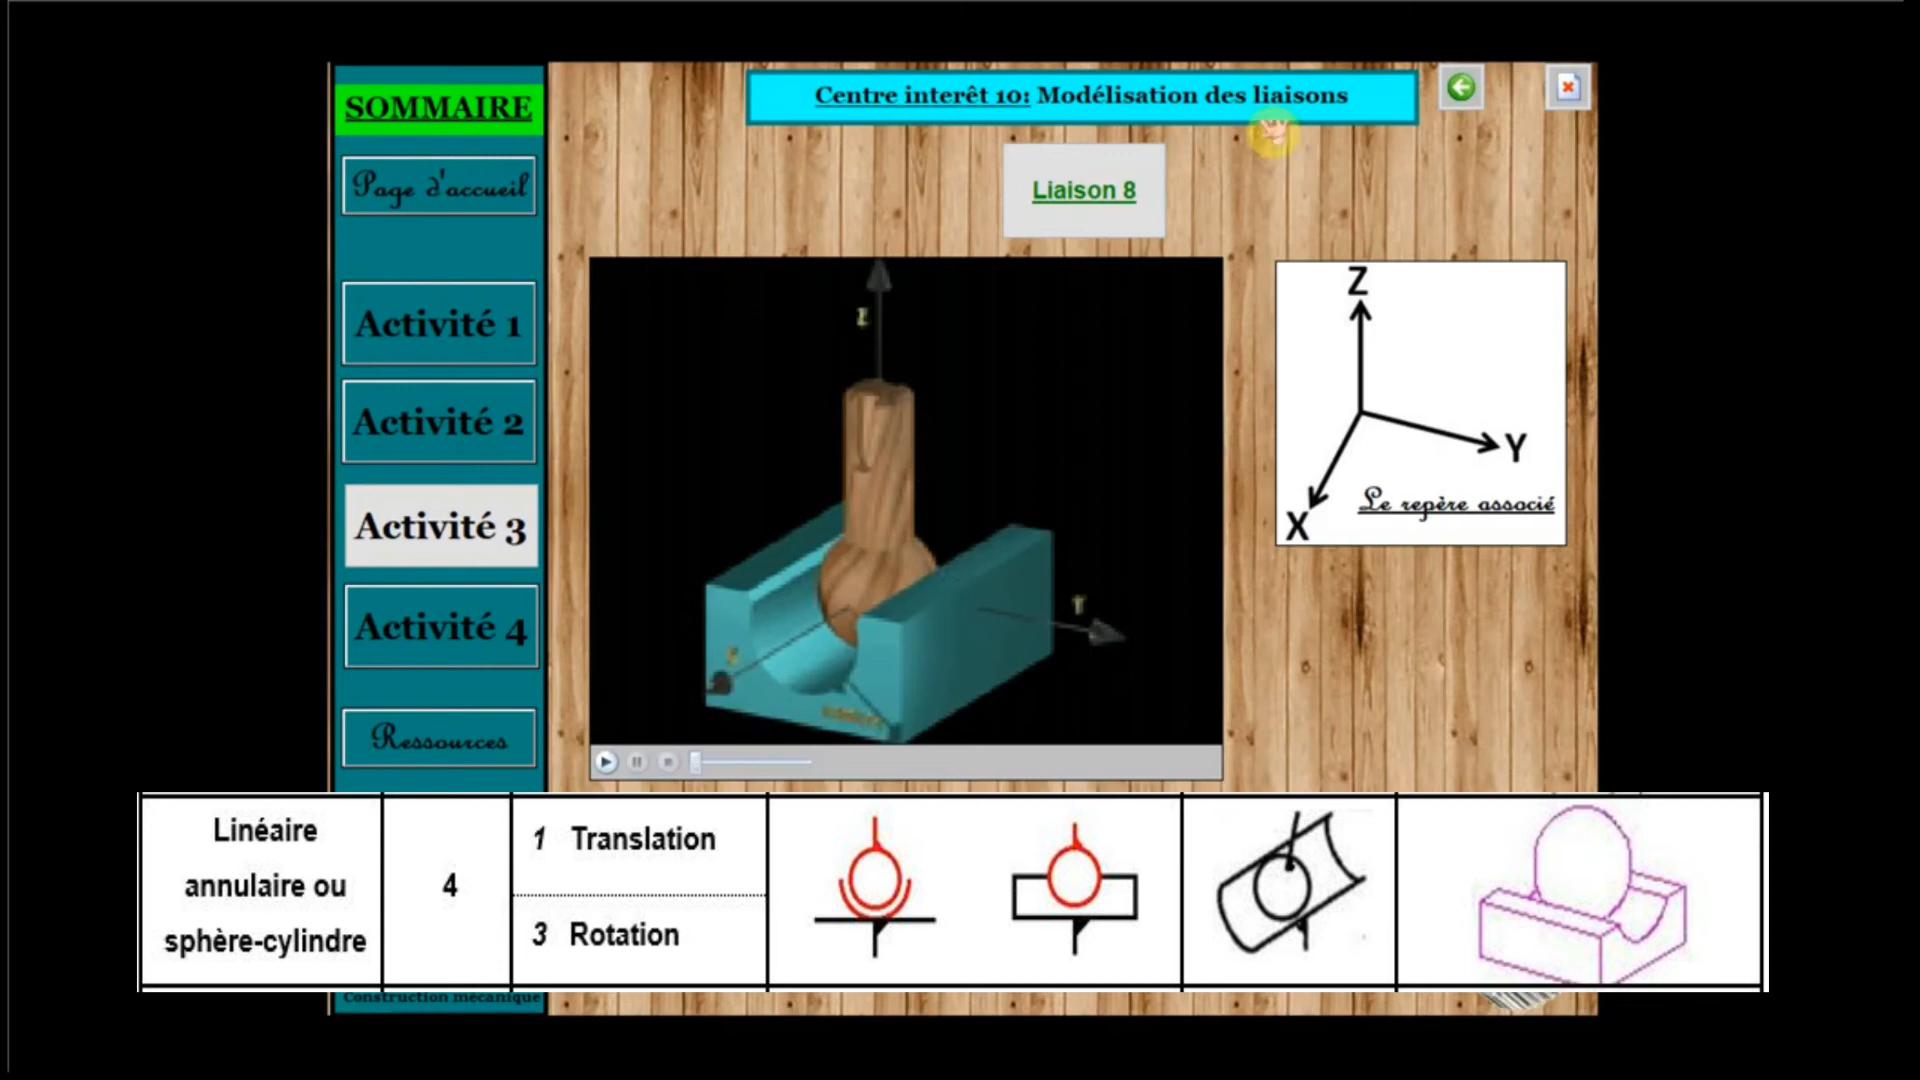 SOMMAIRE
Centre interêt 10: Modélisation des liaisons
Page d'accueil
Liaison 8
Activité 1
Activité 2
Activité 3
Activité 4
Ressources
Z
Y
X
Le repère associé
Z
Linéaire
annulaire ou
sphère-cylindre
4
1 Translation
3 Rotation
Construction mécanique